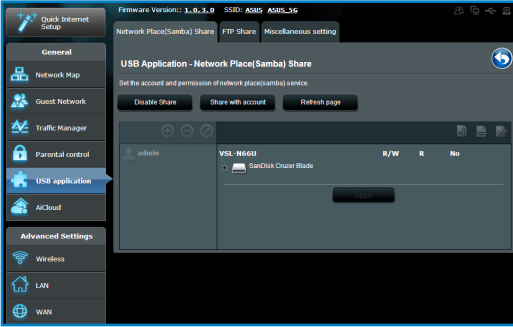 Quick Internet Setup
Firmware Version:: 1.0.3.0 SSID: ASUS ASUS_5G
Network Place(Samba) Share FTP Share Miscellaneous setting
General
Network Map
Guest Network
Traffic Manager
Parental control
USB application
AiCloud
Advanced Settings
Wireless
LAN
WAN
USB Application - Network Place(Samba) Share
Set the account and permission of network place(samba) service.
Disable Share Share with account Refresh page
admin
VSL-N66U R/W R No
SanDisk Cruzer Blade
Apply